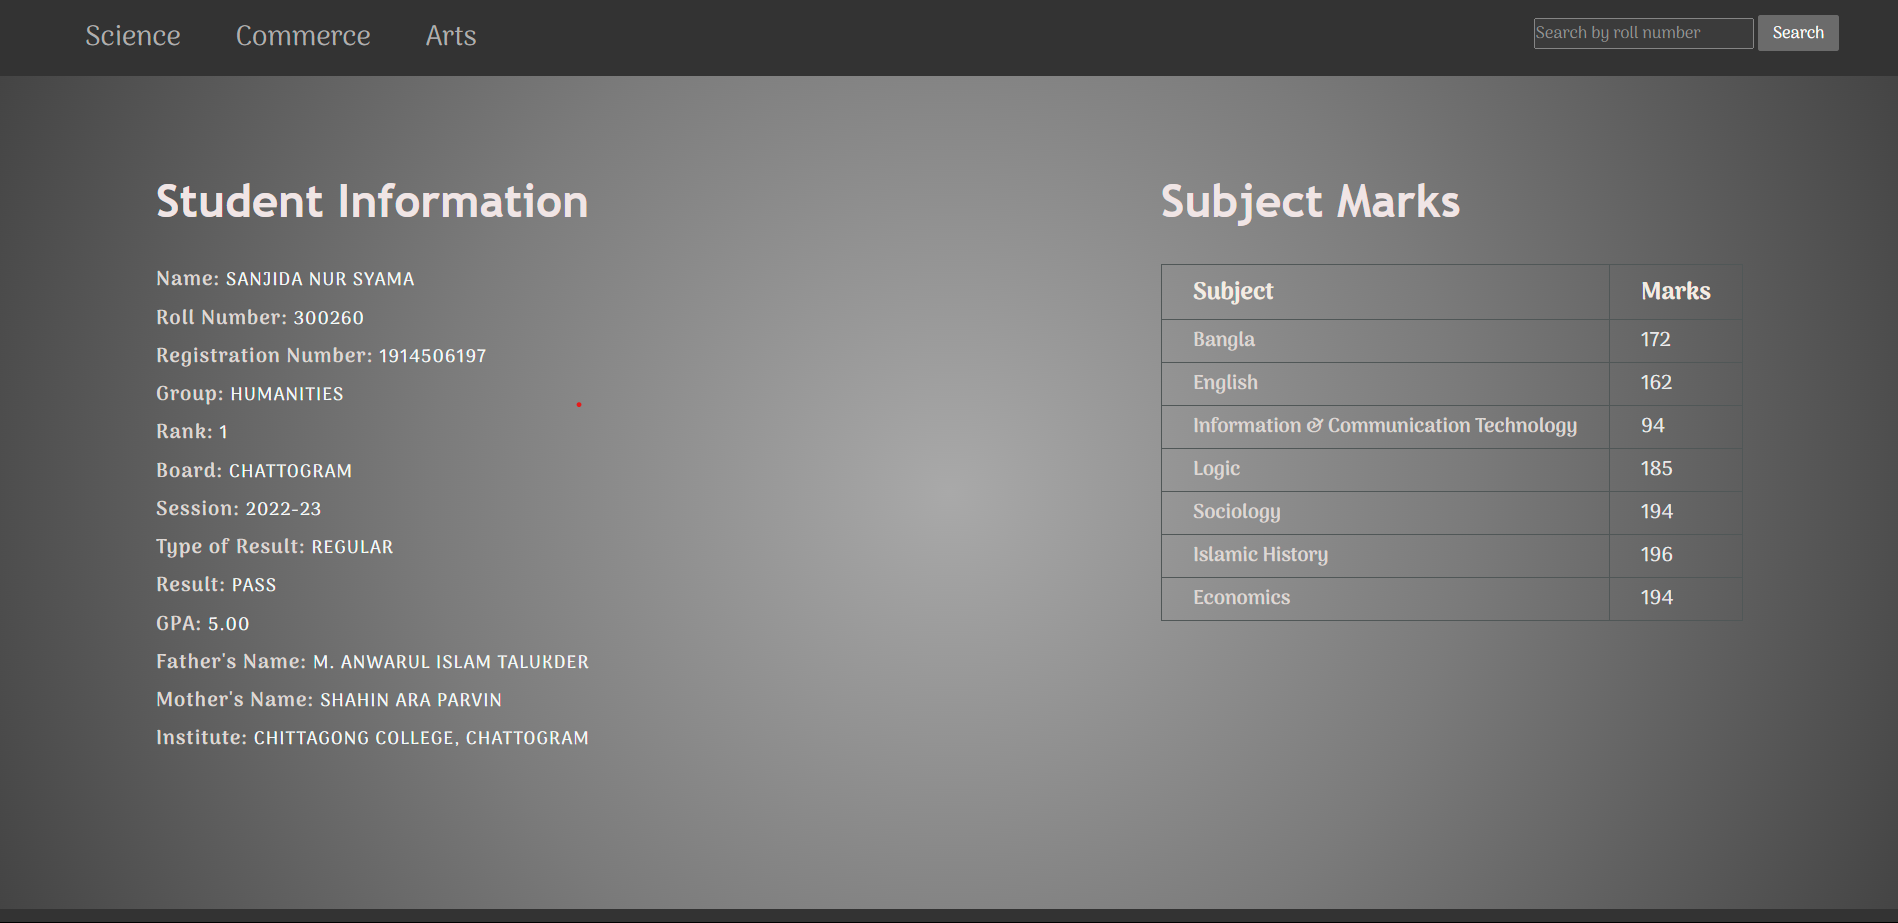 Science Commerce Arts Search by roll number Search
Student Information
Name: SANJIDA NUR SYAMA
Roll Number: 300260
Registration Number: 1914506197
Group: HUMANITIES
Rank: 1
Board: CHATTOGRAM
Session: 2022-23
Type of Result: REGULAR
Result: PASS
GPA: 5.00
Father's Name: M. ANWARUL ISLAM TALUKDER
Mother's Name: SHAHIN ARA PARVIN
Institute: CHITTAGONG COLLEGE, CHATTOGRAM
Subject Marks
Subject Marks
Bangla 172
English 162
Information & Communication Technology 94
Logic 185
Sociology 194
Islamic History 196
Economics 194